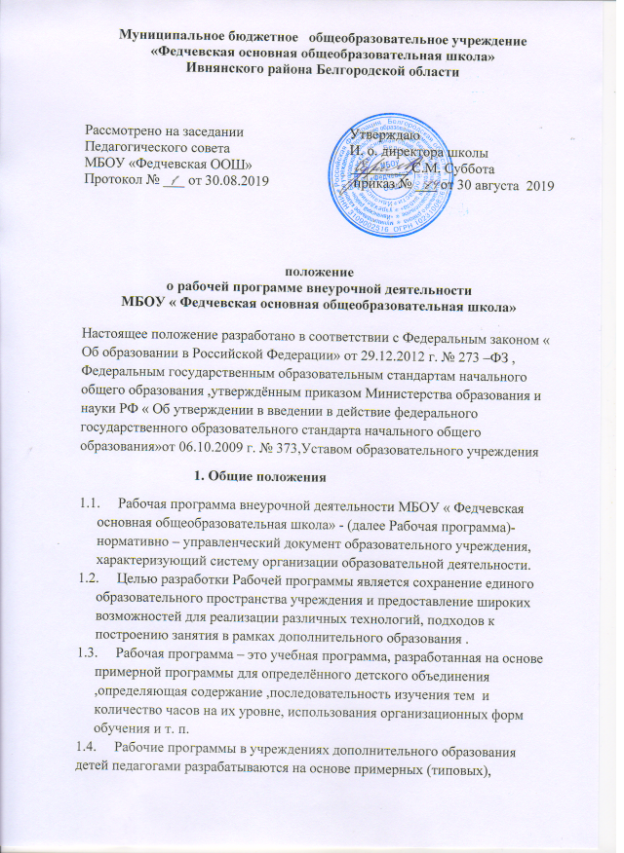 Муниципальное бюджетное общеобразовательное учреждение
«Федчевская основная общеобразовательная школа»
Ивнянского района Белгородской области
Рассмотрено на заседании
Педагогического совета
МБОУ «Федчевская ООШ»
Протокол № 1 от 30.08.2019
Утверждаю
И. о. директора школы
С.М. Суббота
приказ № от 30 августа 2019
положение
о рабочей программе внеурочной деятельности
МБОУ « Федчевская основная общеобразовательная школа»
Настоящее положение разработано в соответствии с Федеральным законом «
Об образовании в Российской Федерации» от 29.12.2012 г. № 273 –ФЗ ,
Федеральным государственным образовательным стандартам начального
общего образования ,утверждённым приказом Министерства образования и
науки РФ « Об утверждении в введении в действие федерального
государственного образовательного стандарта начального общего
образования»от 06.10.2009 г. № 373,Уставом образовательного учреждения
1. Общие положения
1.1. Рабочая программа внеурочной деятельности МБОУ « Федчевская
основная общеобразовательная школа» - (далее Рабочая программа)-
нормативно – управленческий документ образовательного учреждения,
характеризующий систему организации образовательной деятельности.
1.2. Целью разработки Рабочей программы является сохранение единого
образовательного пространства учреждения и предоставление широких
возможностей для реализации различных технологий, подходов к
построению занятия в рамках дополнительного образования .
1.3. Рабочая программа – это учебная программа, разработанная на основе
примерной программы для определённого детского объединения
,определяющая содержание ,последовательность изучения тем и
количество часов на их уровне, использования организационных форм
обучения и т. п.
1.4. Рабочие программы в учреждениях дополнительного образования
детей педагогами разрабатываются на основе примерных (типовых),